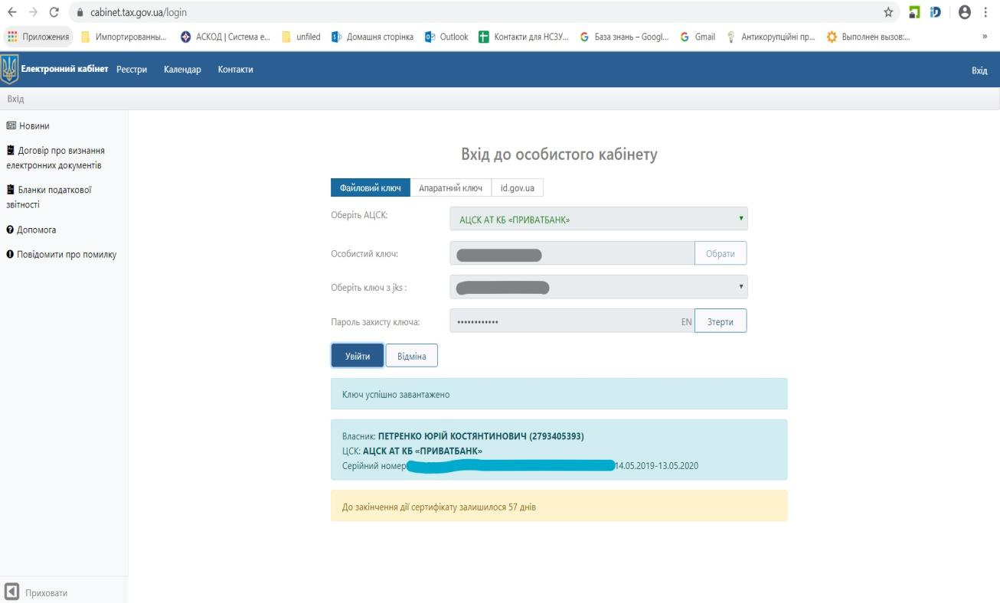 cabinet.tax.gov.ua/login
Приложения Импортированны... АСКОД | Система е... unfiled Домашня сторінка Outlook Контакти для НСЗУ... База знань – Googl... Gmail Антикорупційні пр... Выполнен вызов:... »
Електронний кабінет Реєстри Календар Контакти Вхід
Вхід
Новини
Договір про визнання
електронних документів
Бланки податкової
звітності
Допомога
Повідомити про помилку
Вхід до особистого кабінету
Файловий ключ Апаратний ключ id.gov.ua
Оберіть АЦСК: АЦСК АТ КБ «ПРИВАТБАНК»
Особистий ключ: Обрати
Оберіть ключ з jks :
Пароль захисту ключа: •••••••••••• EN Зтерти
Увійти Відміна
Ключ успішно завантажено
Власник: ПЕТРЕНКО ЮРІЙ КОСТЯНТИНОВИЧ (2793405393)
ЦСК: АЦСК АТ КБ «ПРИВАТБАНК»
Серійний номер 14.05.2019-13.05.2020
До закінчення дії сертифікату залишилося 57 днів
Приховати